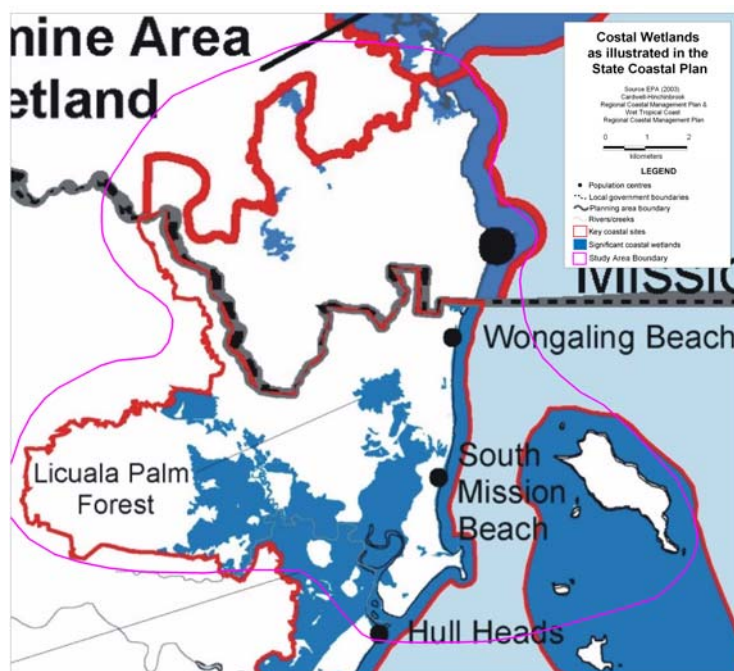 mine Area
etland
Costal Wetlands
as illustrated in the
State Coastal Plan
Source EPA (2003)
Cardwell-Hinchinbrook
Regional Coastal Management Plan &
Wet Tropical Coast
Regional Coastal Management Plan
0 1 2
kilometers
LEGEND
Population centres
Local government boundaries
Planning area boundary
Rivers/creeks
Key coastal sites
Significant coastal wetlands
Study Area Boundary
Missio
Wongaling Beach
Licuala Palm
Forest
South
Mission
Beach
Hull Heads